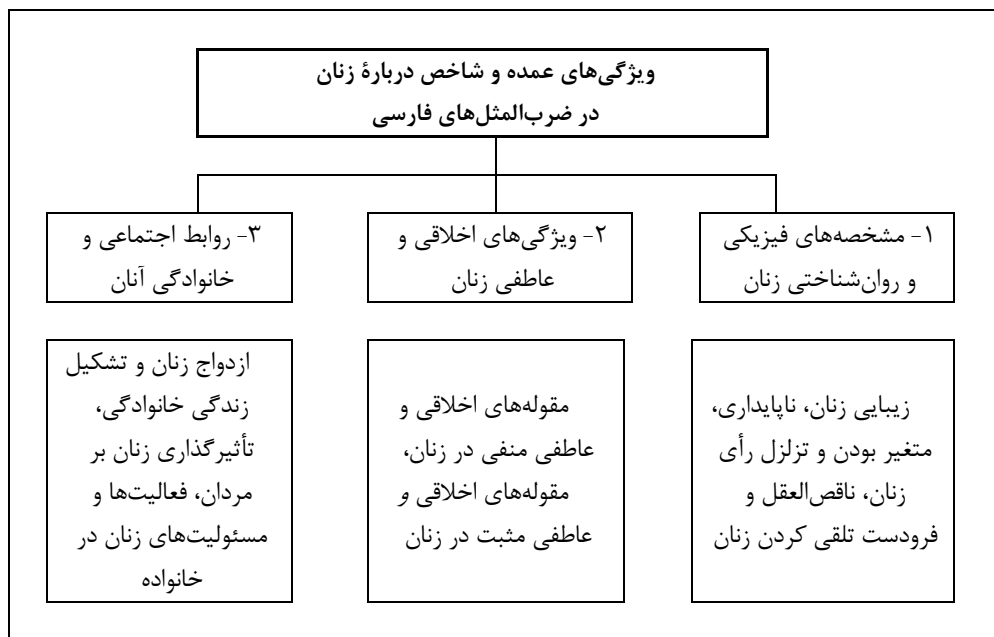 ویژگی‌های عمده و شاخص دربارهٔ زنان
در ضرب‌المثل‌های فارسی
۱- مشخصه‌های فیزیکی
و روان‌شناختی زنان
۲- ویژگی‌های اخلاقی و
عاطفی زنان
۳- روابط اجتماعی و
خانوادگی آنان
زیبایی زنان، ناپایداری،
متغیر بودن و تزلزل رأی
زنان، ناقص‌العقل و
فرودست تلقی کردن زنان
مقوله‌های اخلاقی و
عاطفی منفی در زنان،
مقوله‌های اخلاقی و
عاطفی مثبت در زنان
ازدواج زنان و تشکیل
زندگی خانوادگی،
تأثیرگذاری زنان بر
مردان، فعالیت‌ها و
مسئولیت‌های زنان در
خانواده